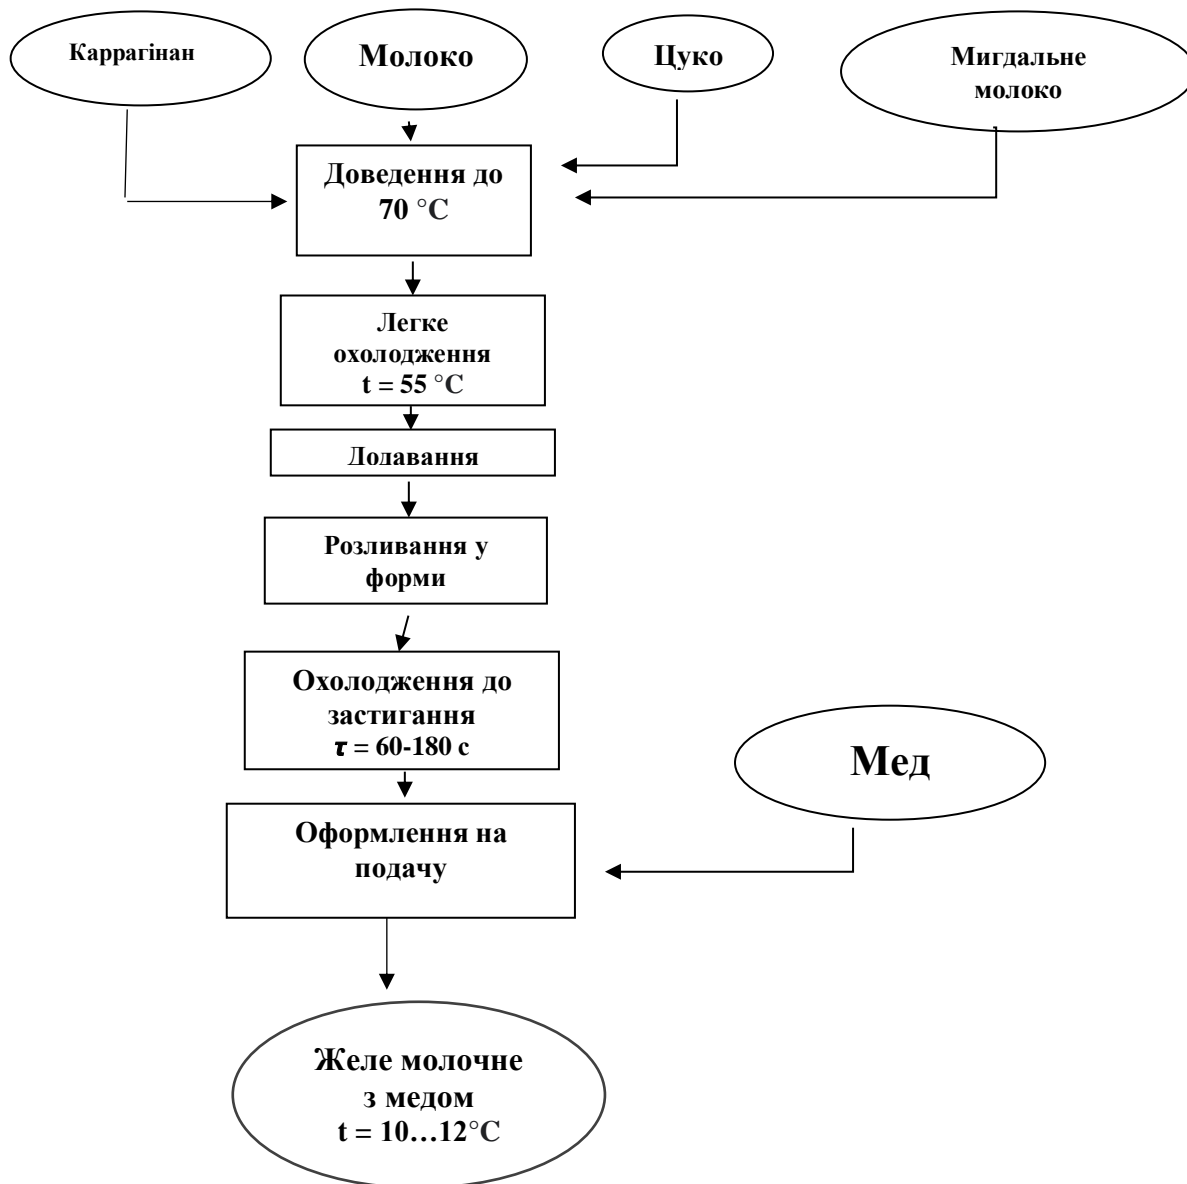 Каррагінан
Молоко
Цуко
Мигдальне
молоко
Доведення до
70 °C
Легке
охолодження
t = 55 °C
Додавання
Розливання у
форми
Охолодження до
застигання
τ = 60-180 с
Мед
Оформлення на
подачу
Желе молочне
з медом
t = 10…12°C